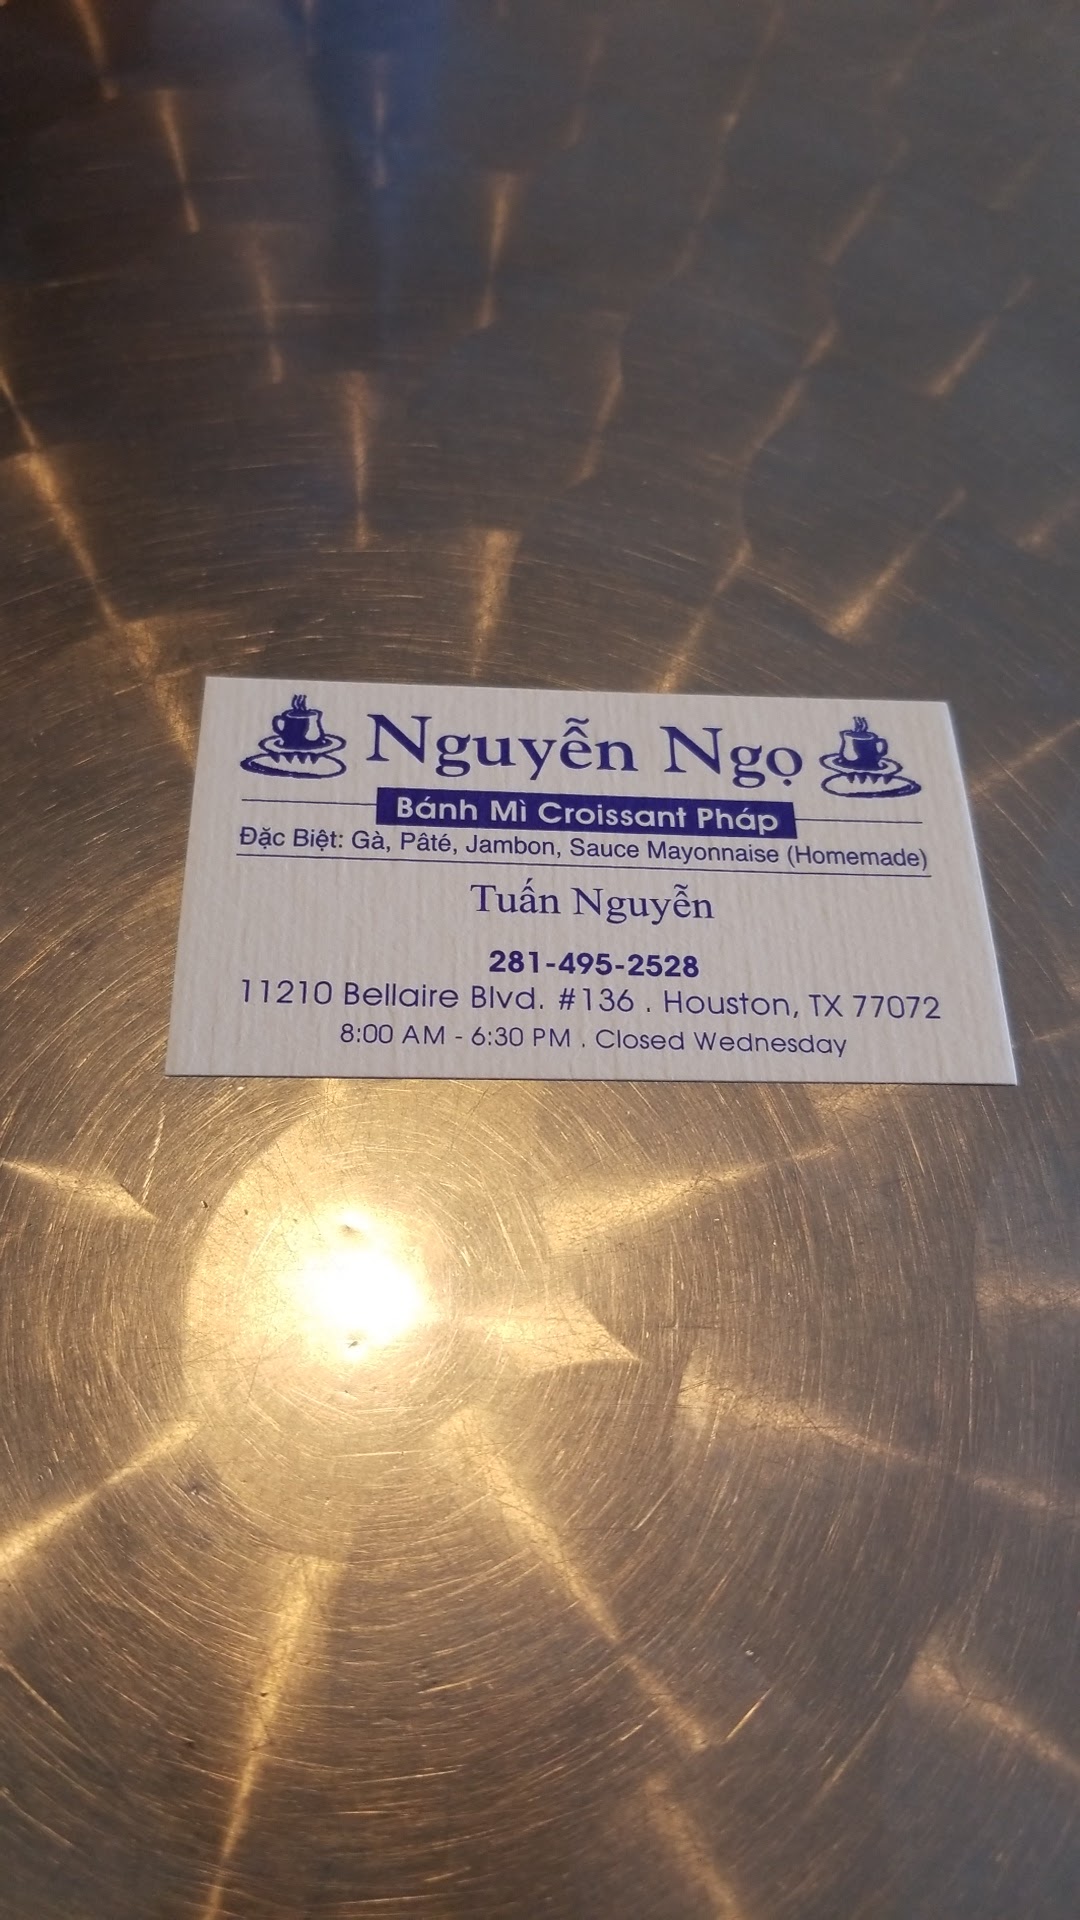 Nguyễn Ngọ
Bánh Mì Croissant Pháp
Đặc Biệt: Gà, Pâté, Jambon, Sauce Mayonnaise (Homemade)
Tuấn Nguyễn
281-495-2528
11210 Bellaire Blvd. #136 . Houston, TX 77072
8:00 AM - 6:30 PM . Closed Wednesday